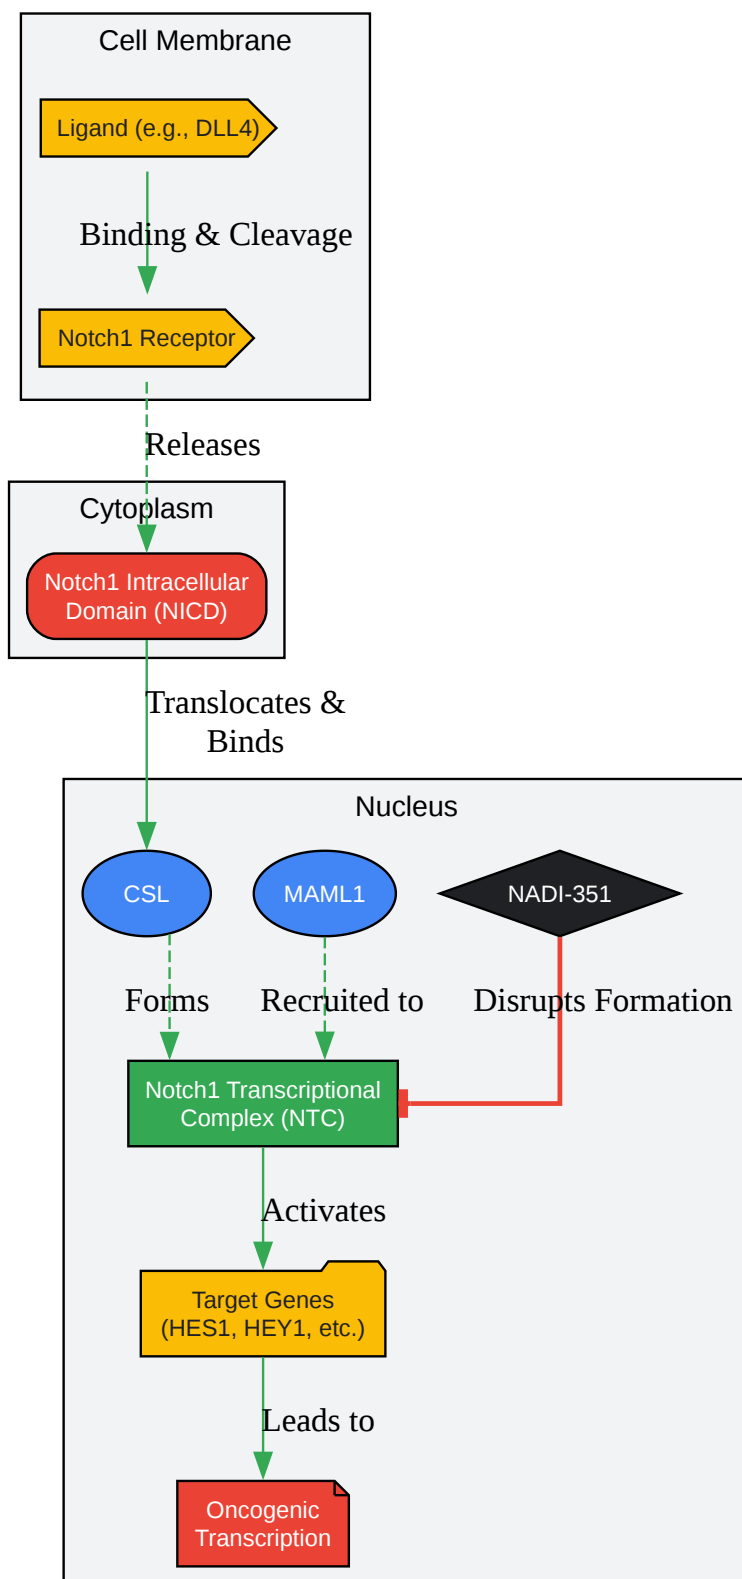 Cell Membrane
Ligand (e.g., DLL4)
Binding & Cleavage
Notch1 Receptor
Releases
Cytoplasm
Notch1 Intracellular
Domain (NICD)
Translocates &
Binds
Nucleus
CSL
MAML1
NADI-351
Forms
Recruited to
Disrupts Formation
Notch1 Transcriptional
Complex (NTC)
Activates
Target Genes
(HES1, HEY1, etc.)
Leads to
Oncogenic
Transcription